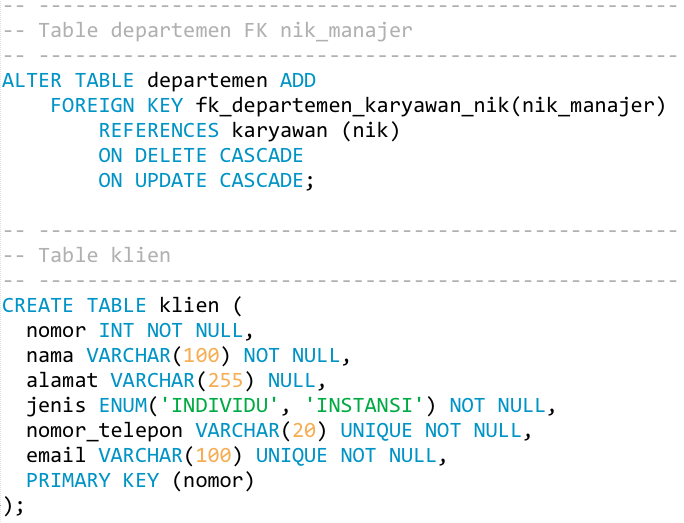 -- -----------------------------------------------------
-- Table departemen FK nik_manajer
-- -----------------------------------------------------
ALTER TABLE departemen ADD
    FOREIGN KEY fk_departemen_karyawan_nik(nik_manajer)
        REFERENCES karyawan (nik)
        ON DELETE CASCADE
        ON UPDATE CASCADE;

-- -----------------------------------------------------
-- Table klien
-- -----------------------------------------------------
CREATE TABLE klien (
  nomor INT NOT NULL,
  nama VARCHAR(100) NOT NULL,
  alamat VARCHAR(255) NULL,
  jenis ENUM('INDIVIDU', 'INSTANSI') NOT NULL,
  nomor_telepon VARCHAR(20) UNIQUE NOT NULL,
  email VARCHAR(100) UNIQUE NOT NULL,
  PRIMARY KEY (nomor)
);